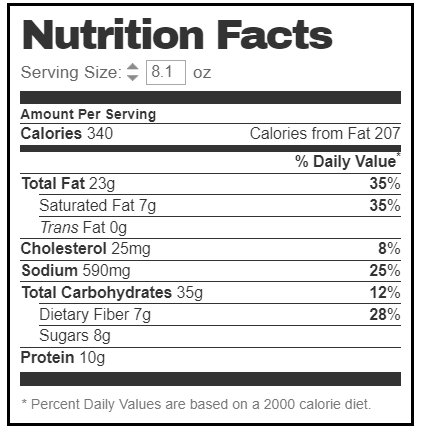 Nutrition Facts
Serving Size: 8.1 oz
Amount Per Serving
Calories 340 Calories from Fat 207
% Daily Value*
Total Fat 23g 35%
Saturated Fat 7g 35%
Trans Fat 0g
Cholesterol 25mg 8%
Sodium 590mg 25%
Total Carbohydrates 35g 12%
Dietary Fiber 7g 28%
Sugars 8g
Protein 10g
* Percent Daily Values are based on a 2000 calorie diet.